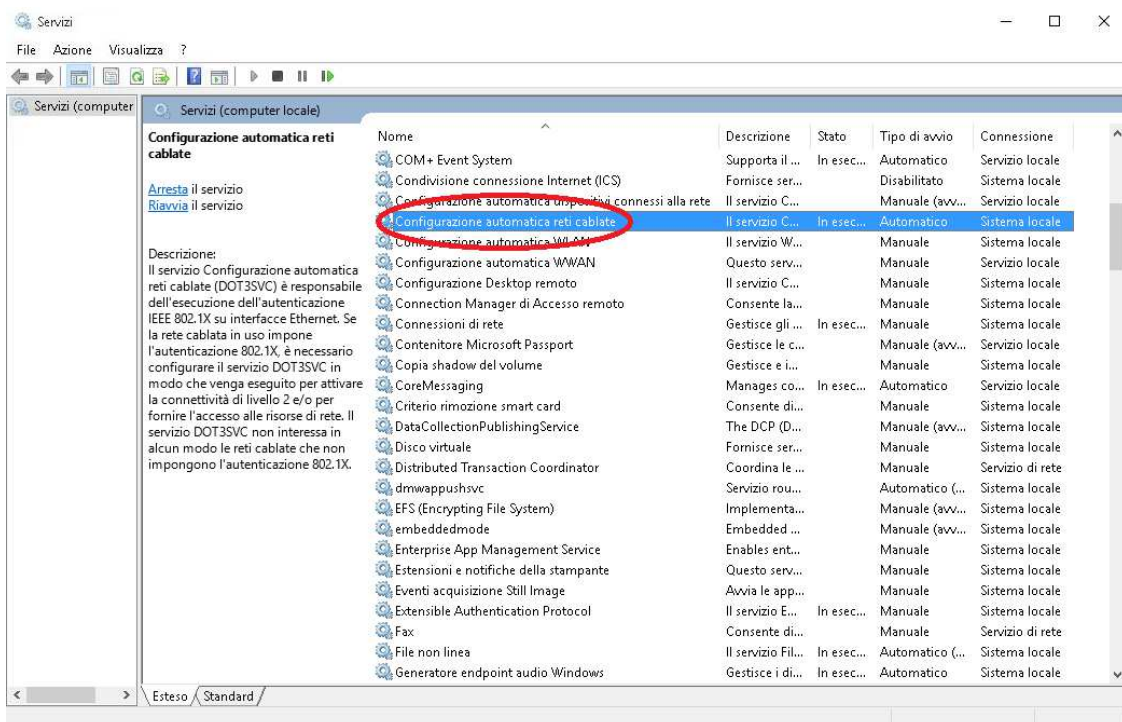 Servizi
File Azione Visualizza ?
Servizi (computer
Servizi (computer locale)
Configurazione automatica reti
cablate
Arresta il servizio
Riavvia il servizio
Descrizione:
Il servizio Configurazione automatica
reti cablate (DOT3SVC) è responsabile
dell'esecuzione dell'autenticazione
IEEE 802.1X su interfacce Ethernet. Se
la rete cablata in uso impone
l'autenticazione 802.1X, è necessario
configurare il servizio DOT3SVC in
modo che venga eseguito per attivare
la connettività di livello 2 e/o per
fornire l'accesso alle risorse di rete. Il
servizio DOT3SVC non interessa in
alcun modo le reti cablate che non
impongono l'autenticazione 802.1X.
Nome Descrizione Stato Tipo di avvio Connessione
COM+ Event System Supporta il ... In esec... Automatico Servizio locale
Condivisione connessione Internet (ICS) Fornisce ser... Disabilitato Sistema locale
Configurazione automatica dispositivi connessi alla rete Il servizio C... Manuale (avv... Servizio locale
Configurazione automatica reti cablate Il servizio C... In esec... Automatico Sistema locale
Configurazione automatica WLAN Il servizio W... Manuale Sistema locale
Configurazione automatica WWAN Questo serv... Manuale Sistema locale
Configurazione Desktop remoto Il servizio C... Manuale Sistema locale
Connection Manager di Accesso remoto Consente la... Manuale Sistema locale
Connessioni di rete Gestisce gli ... In esec... Manuale Sistema locale
Contenitore Microsoft Passport Gestisce le c... Manuale (avv... Servizio locale
Copia shadow del volume Gestisce e i... Manuale Sistema locale
CoreMessaging Manages co... In esec... Automatico Servizio locale
Criterio rimozione smart card Consente di... Manuale Sistema locale
DataCollectionPublishingService The DCP (D... Manuale (avv... Sistema locale
Disco virtuale Fornisce ser... Manuale Sistema locale
Distributed Transaction Coordinator Coordina le ... Manuale Servizio di rete
dmwappushsvc Servizio rou... Automatico (... Sistema locale
EFS (Encrypting File System) Implementa... Manuale (avv... Sistema locale
embeddedmode Embedded ... Manuale (avv... Sistema locale
Enterprise App Management Service Enables ent... Manuale Sistema locale
Estensioni e notifiche della stampante Questo serv... Manuale Sistema locale
Eventi acquisizione Still Image Avvia le app... Manuale Sistema locale
Extensible Authentication Protocol Il servizio E... In esec... Manuale Sistema locale
Fax Consente di... Manuale Servizio di rete
File non linea Il servizio Fil... In esec... Automatico (... Sistema locale
Generatore endpoint audio Windows Gestisce i di... In esec... Automatico Sistema locale
Esteso Standard